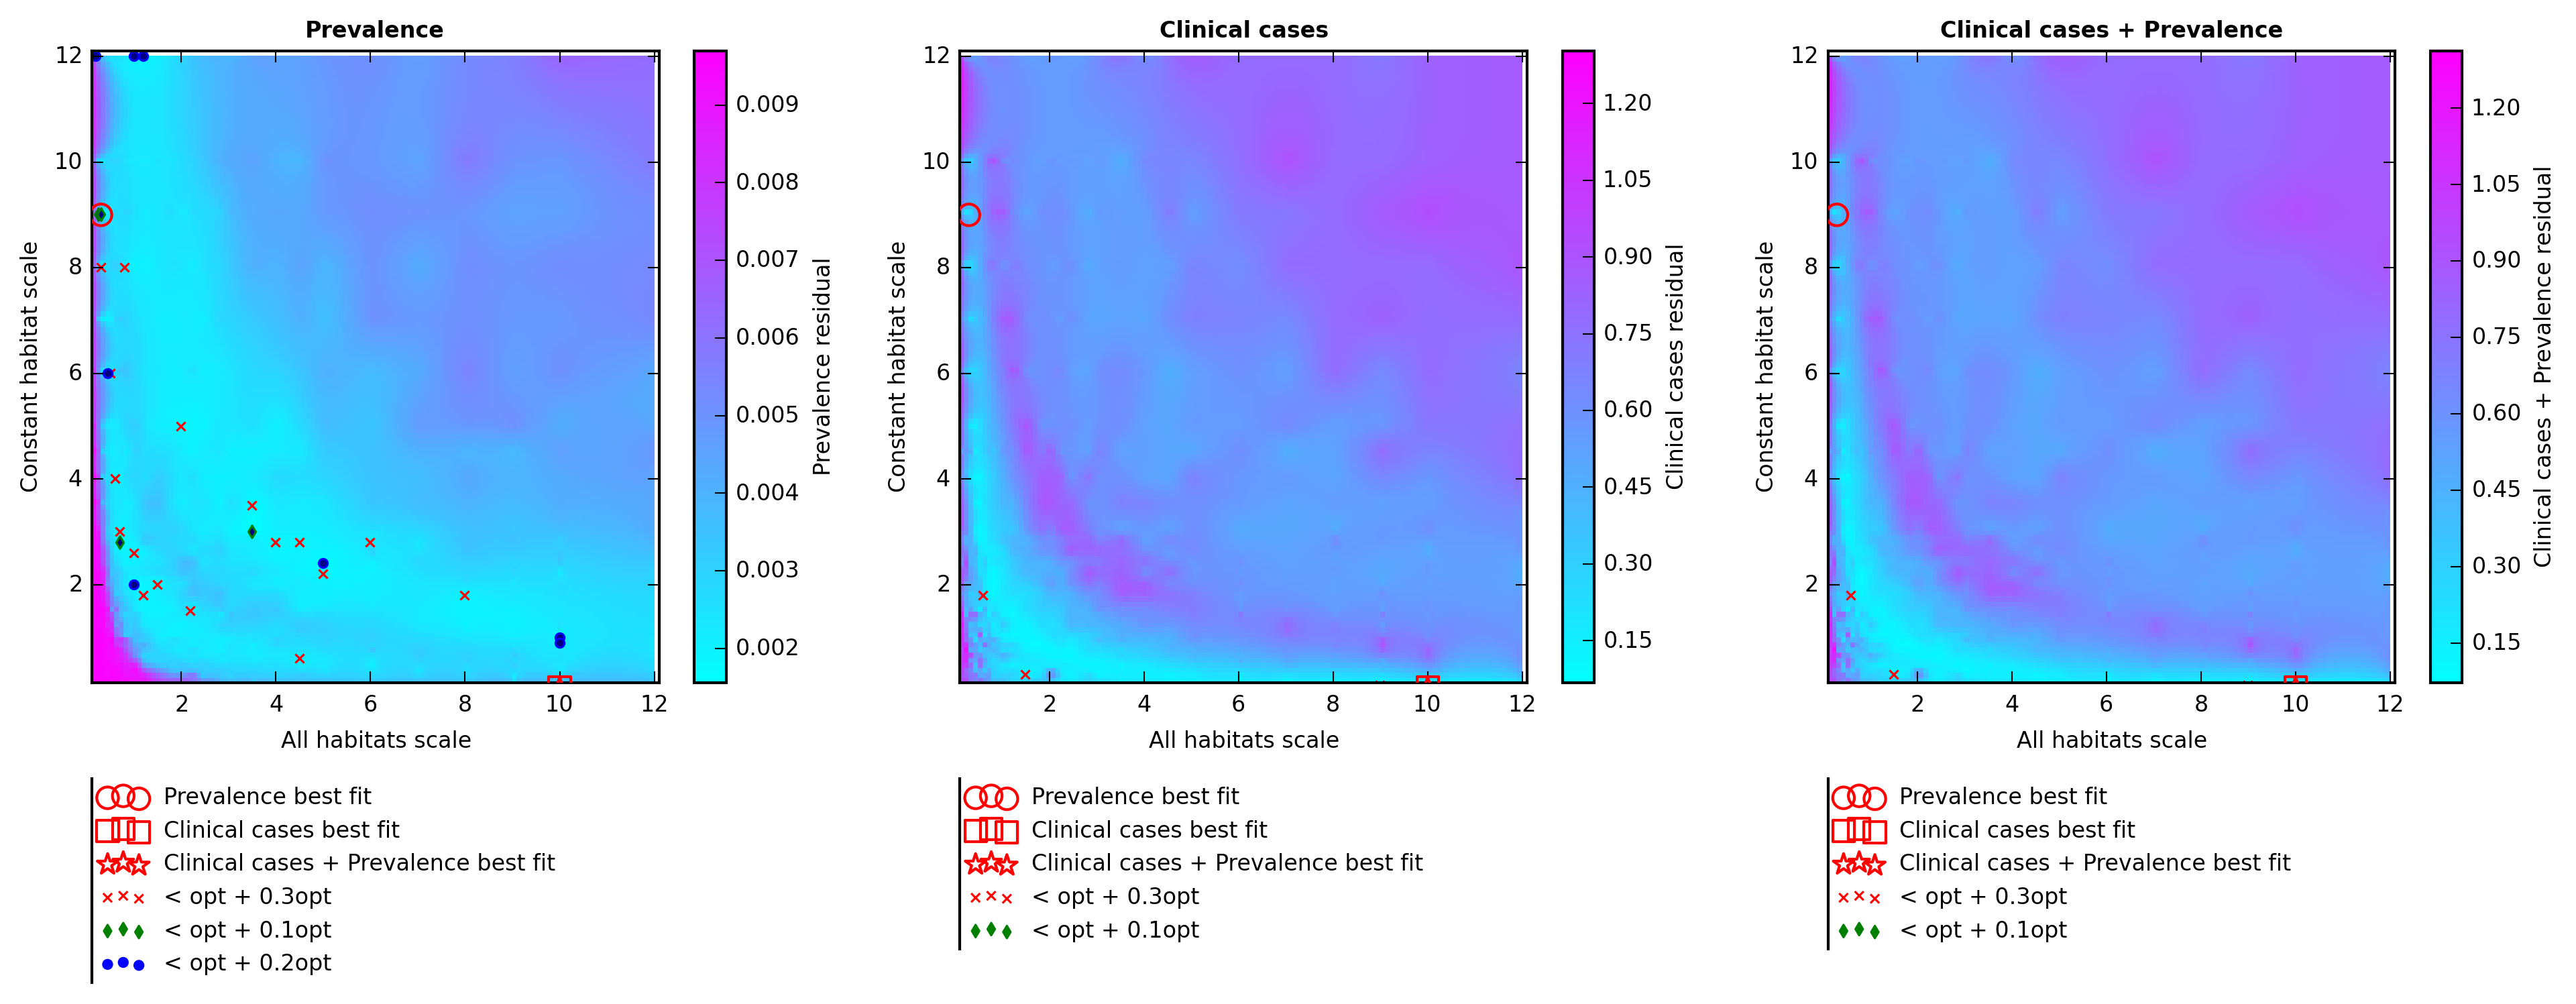 Prevalence
Clinical cases
Clinical cases + Prevalence
12
10
8
6
4
2
2
4
6
8
10
12
Constant habitat scale
All habitats scale
0.009
0.008
0.007
0.006
0.005
0.004
0.003
0.002
Prevalence residual
12
10
8
6
4
2
2
4
6
8
10
12
Constant habitat scale
All habitats scale
1.20
1.05
0.90
0.75
0.60
0.45
0.30
0.15
Clinical cases residual
12
10
8
6
4
2
2
4
6
8
10
12
Constant habitat scale
All habitats scale
1.20
1.05
0.90
0.75
0.60
0.45
0.30
0.15
Clinical cases + Prevalence residual
Prevalence best fit
Clinical cases best fit
Clinical cases + Prevalence best fit
< opt + 0.3opt
< opt + 0.1opt
< opt + 0.2opt
Prevalence best fit
Clinical cases best fit
Clinical cases + Prevalence best fit
< opt + 0.3opt
< opt + 0.1opt
Prevalence best fit
Clinical cases best fit
Clinical cases + Prevalence best fit
< opt + 0.3opt
< opt + 0.1opt